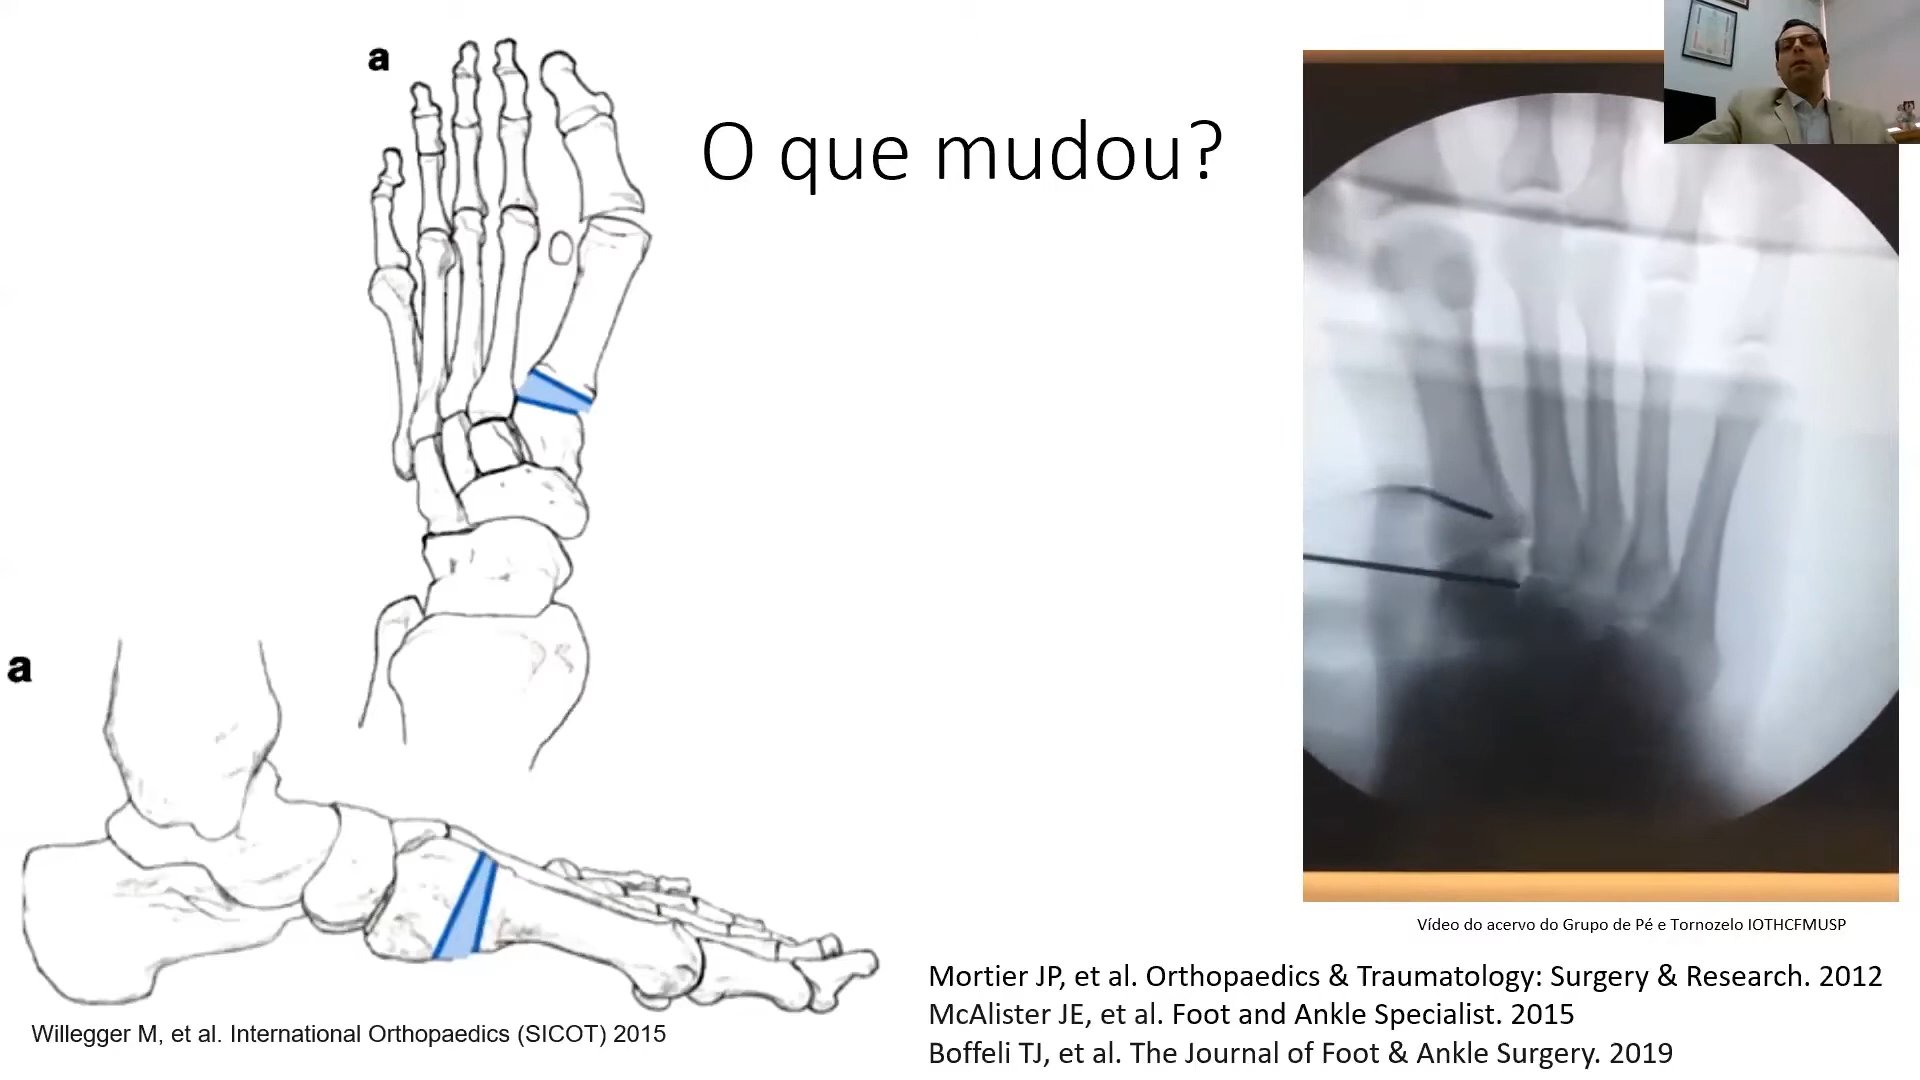 a
O que mudou?
a
Vídeo do acervo do Grupo de Pé e Tornozelo IOTHCFMUSP
Mortier JP, et al. Orthopaedics & Traumatology: Surgery & Research. 2012
McAlister JE, et al. Foot and Ankle Specialist. 2015
Boffeli TJ, et al. The Journal of Foot & Ankle Surgery. 2019
Willegger M, et al. International Orthopaedics (SICOT) 2015